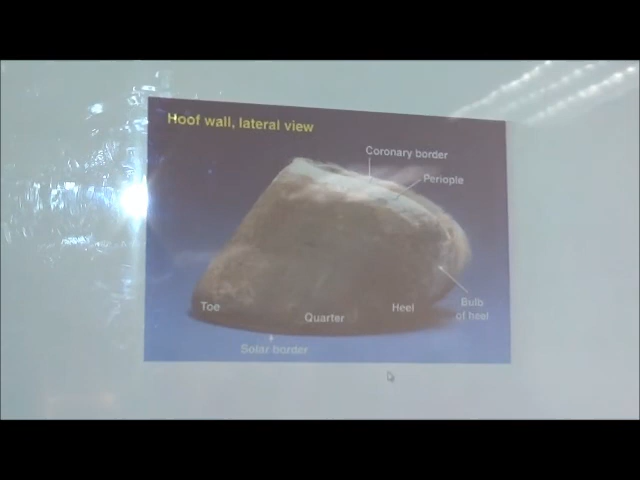 Hoof wall, lateral view
Coronary border
Periople
Bulb
of heel
Toe
Quarter
Heel
Solar border